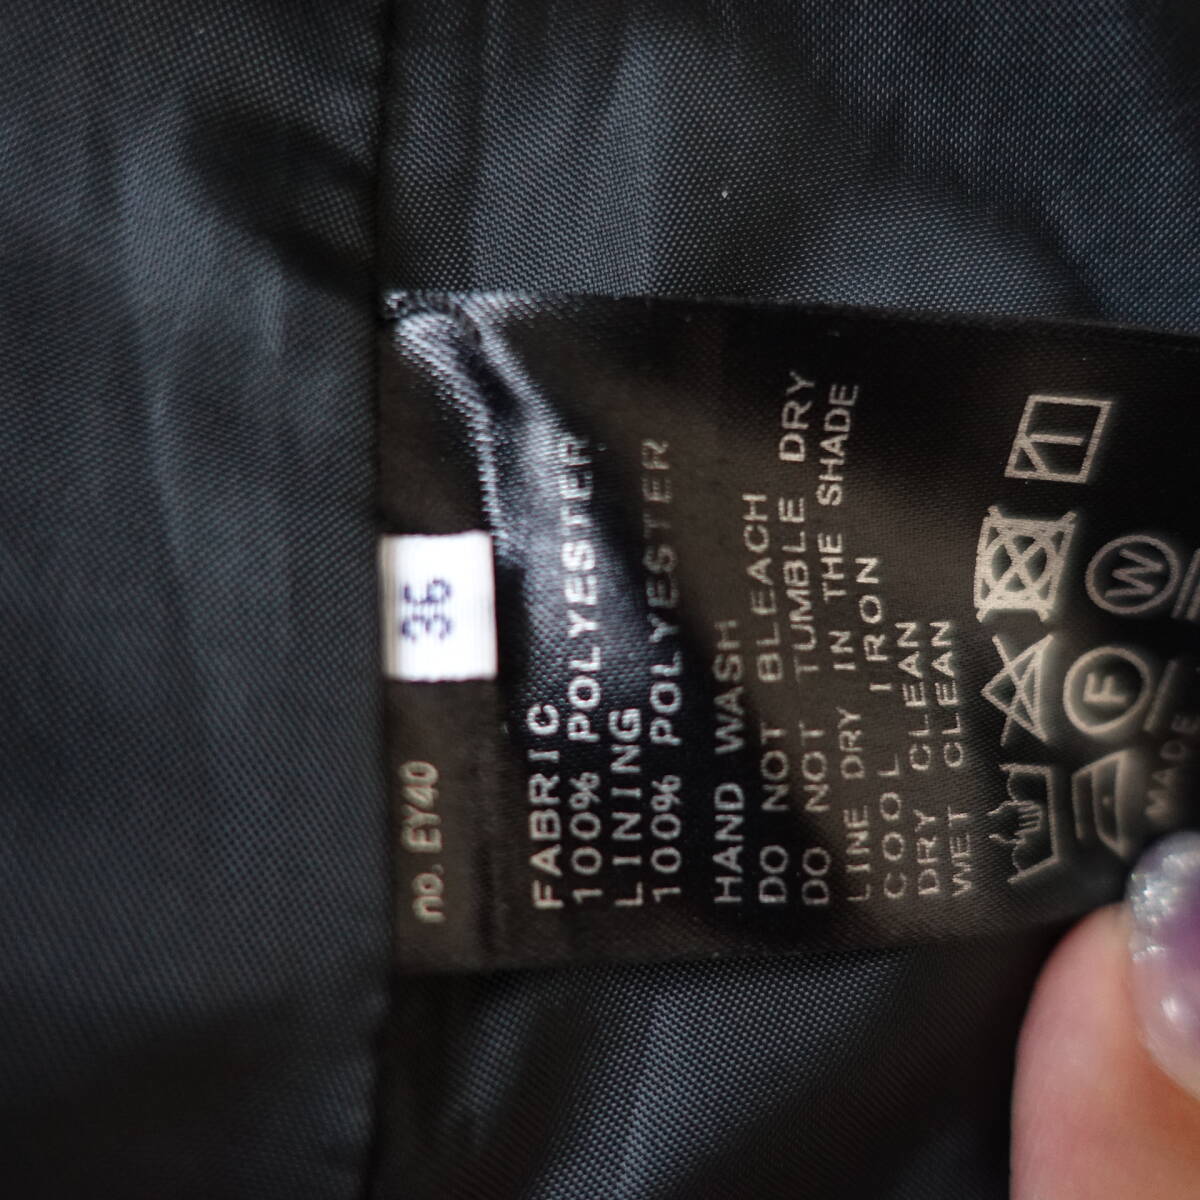 36
no. EY40
FABRIC
100% POLYESTER
LINING
100% POLYESTER
HAND WASH
DO NOT BLEACH
DO NOT TUMBLE DRY
LINE DRY IN THE SHADE
COOL IRON
DRY CLEAN
WET CLEAN
W
F
MADE